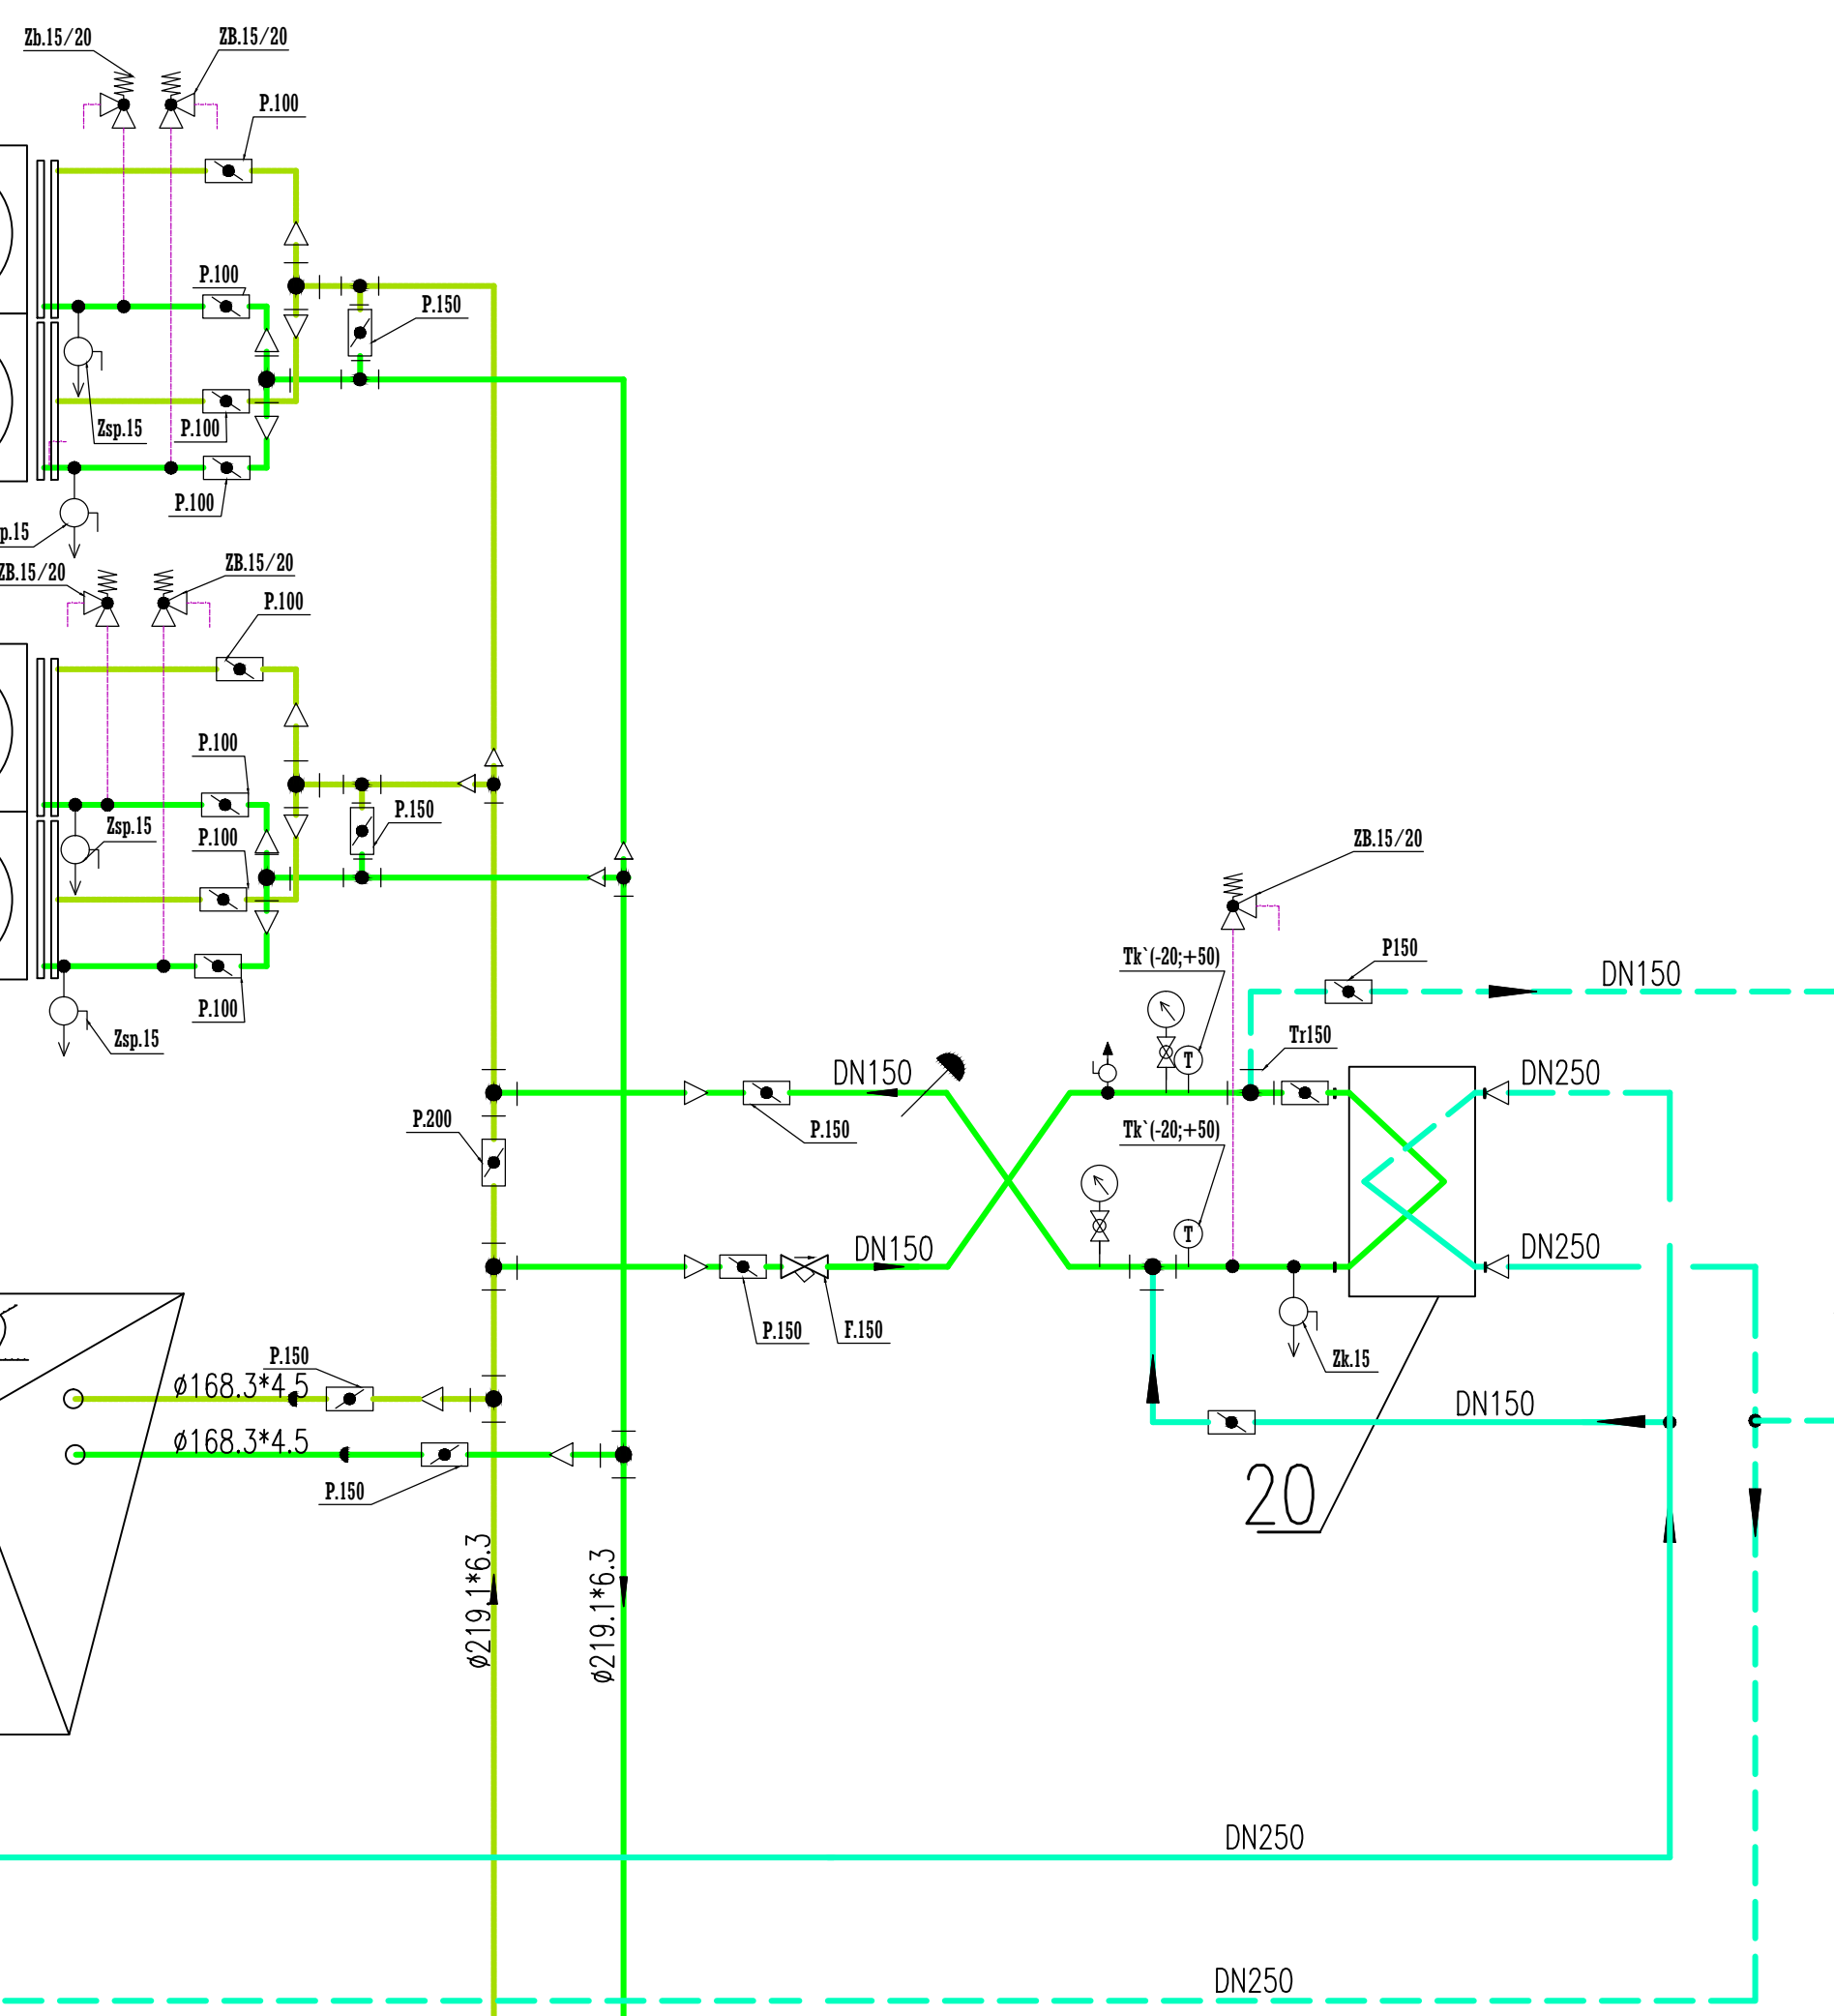 Zb.15/20
ZB.15/20
P.100
P.100
P.150
Zsp.15
P.100
P.100
p.15
ZB.15/20
ZB.15/20
P.100
P.100
P.150
Zsp.15
P.100
P.100
Zsp.15
ZB.15/20
Tk`(-20;+50)
P150
DN150
Tr150
DN150
DN250
P.200
P.150
Tk`(-20;+50)
DN150
DN250
P.150
F.150
P.150
Zk.15
ϕ168.3*4.5
DN150
ϕ168.3*4.5
P.150
20
ϕ219.1*6.3
ϕ219.1*6.3
DN250
DN250
T
T